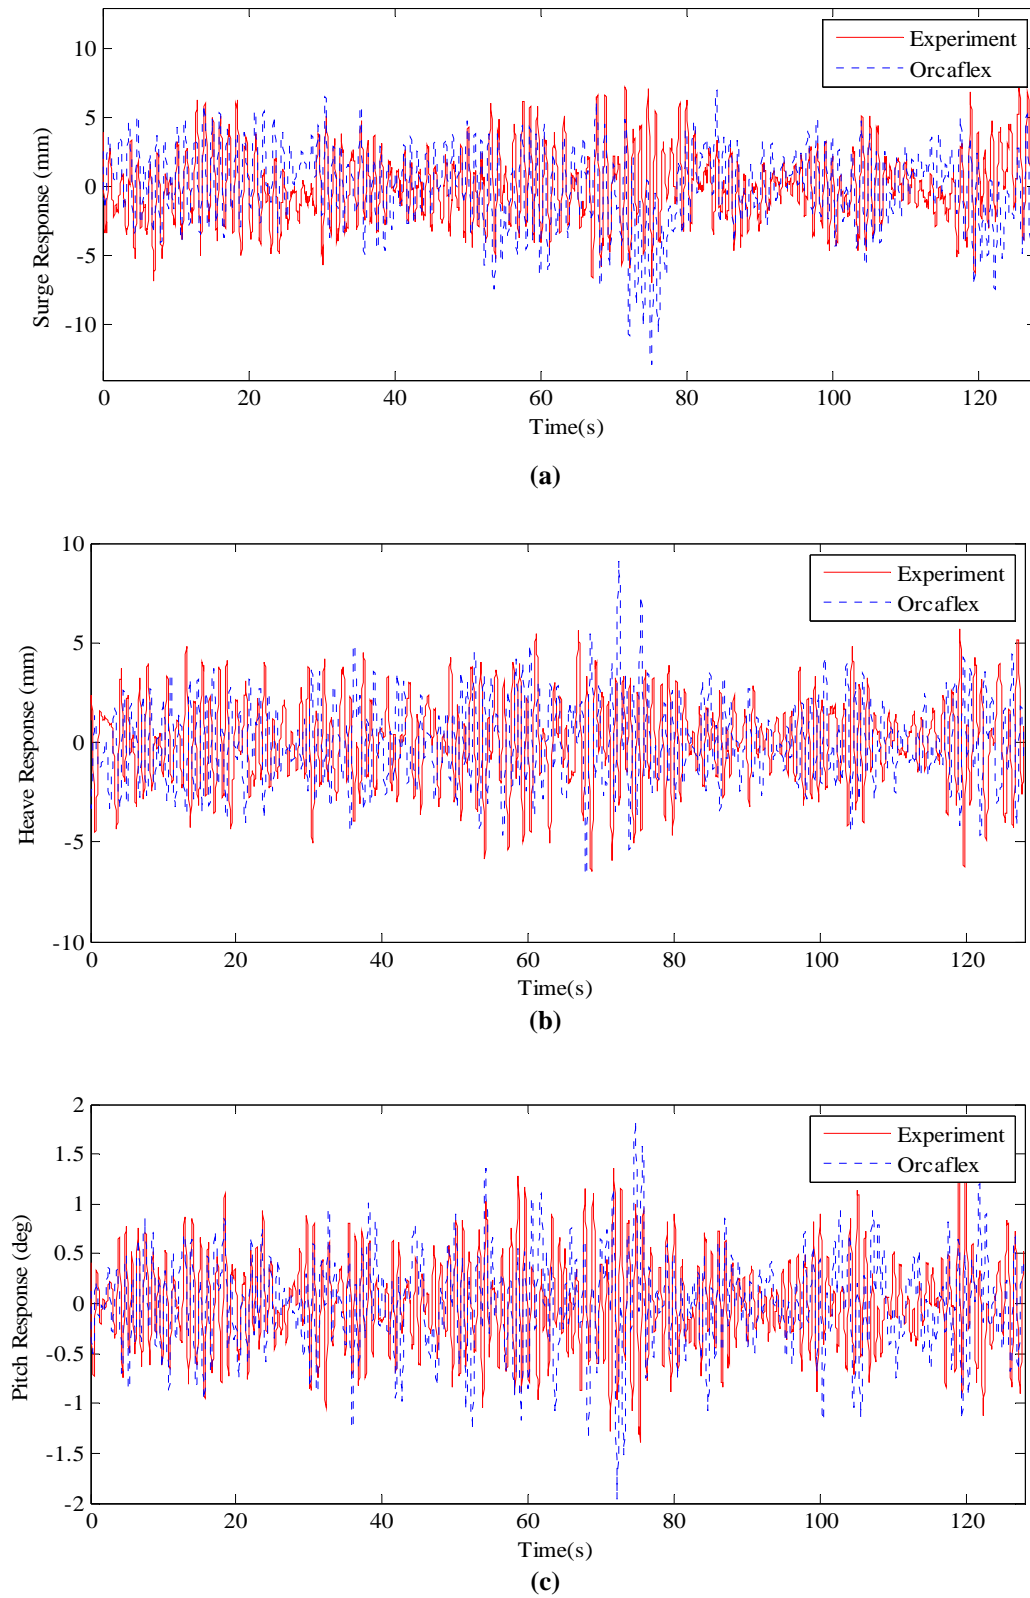 10
5
0
-5
-10
Surge Response (mm)
Experiment
Orcaflex
0 20 40 60 80 100 120
Time(s)
(a)
10
5
0
-5
-10
Heave Response (mm)
Experiment
Orcaflex
0 20 40 60 80 100 120
Time(s)
(b)
2
1.5
1
0.5
0
-0.5
-1
-1.5
-2
Pitch Response (deg)
Experiment
Orcaflex
0 20 40 60 80 100 120
Time(s)
(c)